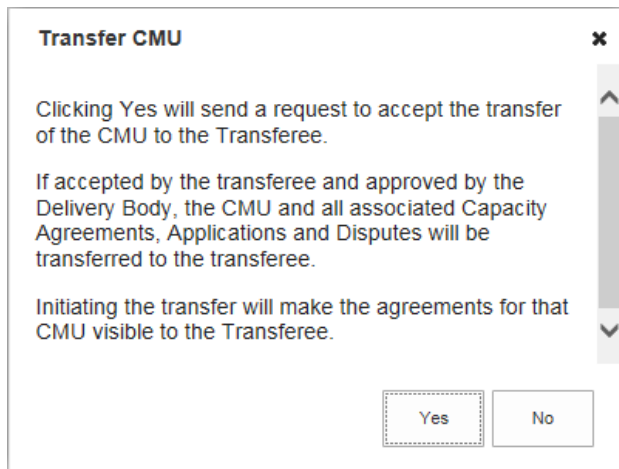 Transfer CMU
Clicking Yes will send a request to accept the transfer
of the CMU to the Transferee.
If accepted by the transferee and approved by the
Delivery Body, the CMU and all associated Capacity
Agreements, Applications and Disputes will be
transferred to the transferee.
Initiating the transfer will make the agreements for that
CMU visible to the Transferee.
Yes No